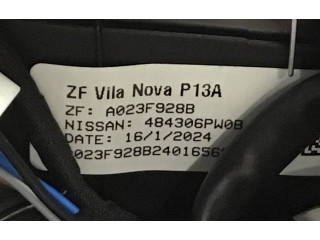 ZF Vila Nova P13A
ZF: A023F928B
NISSAN: 484306PW0B
DATE: 16/1/2024